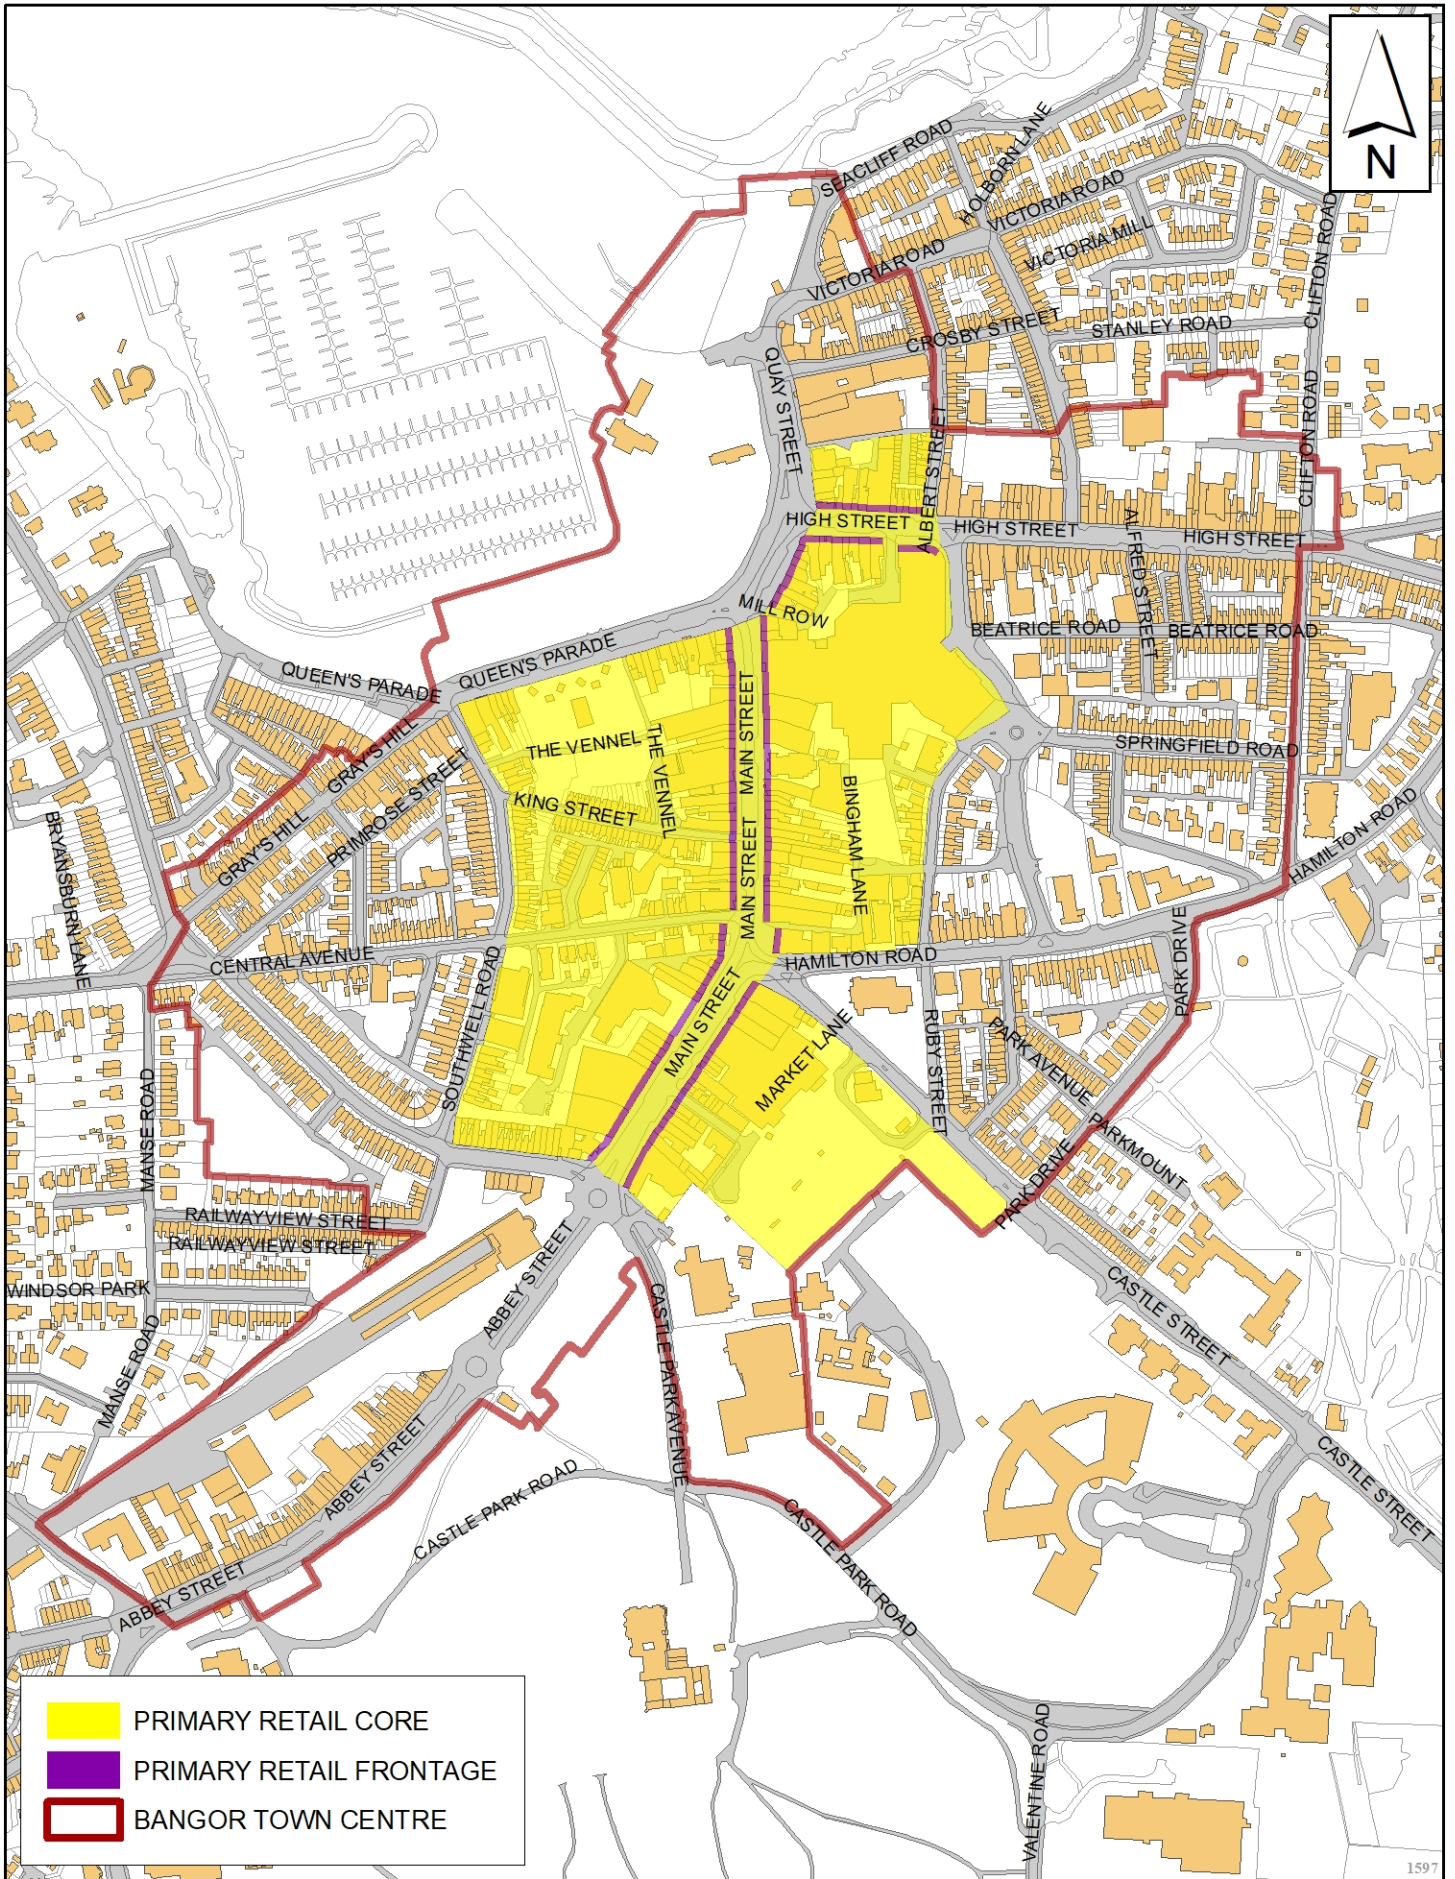 N
SEACLIFF ROAD
HOLBORN LANE
VICTORIA ROAD
VICTORIA MILL
VICTORIA ROAD
CLIFTON ROAD
CROSBY STREET
STANLEY ROAD
QUAY STREET
CLIFTON ROAD
ALBERT STREET
HIGH STREET
HIGH STREET
HIGH STREET
ALFRED STREET
MILL ROW
BEATRICE ROAD
BEATRICE ROAD
QUEEN'S PARADE
QUEEN'S PARADE
MAIN STREET
THE VENNEL
THE VENNEL
SPRINGFIELD ROAD
GRAY'S HILL
PRIMROSE STREET
KING STREET
BINGHAM LANE
HAMILTON ROAD
GRAY'S HILL
MAIN STREET
BRYANSBURN LANE
CENTRAL AVENUE
HAMILTON ROAD
PARK DRIVE
SOUTHWELL ROAD
MAIN STREET
MARKET LANE
RUBY STREET
PARK AVENUE
PARKMOUNT
MANSE ROAD
PARK DRIVE
RAILWAYVIEW STREET
RAILWAYVIEW STREET
WINDSOR PARK
ABBEY STREET
CASTLE PARK AVENUE
CASTLE STREET
MANSE ROAD
ABBEY STREET
CASTLE PARK ROAD
CASTLE STREET
CASTLE PARK ROAD
ABBEY STREET
VALENTINE ROAD
PRIMARY RETAIL CORE
PRIMARY RETAIL FRONTAGE
BANGOR TOWN CENTRE
1597